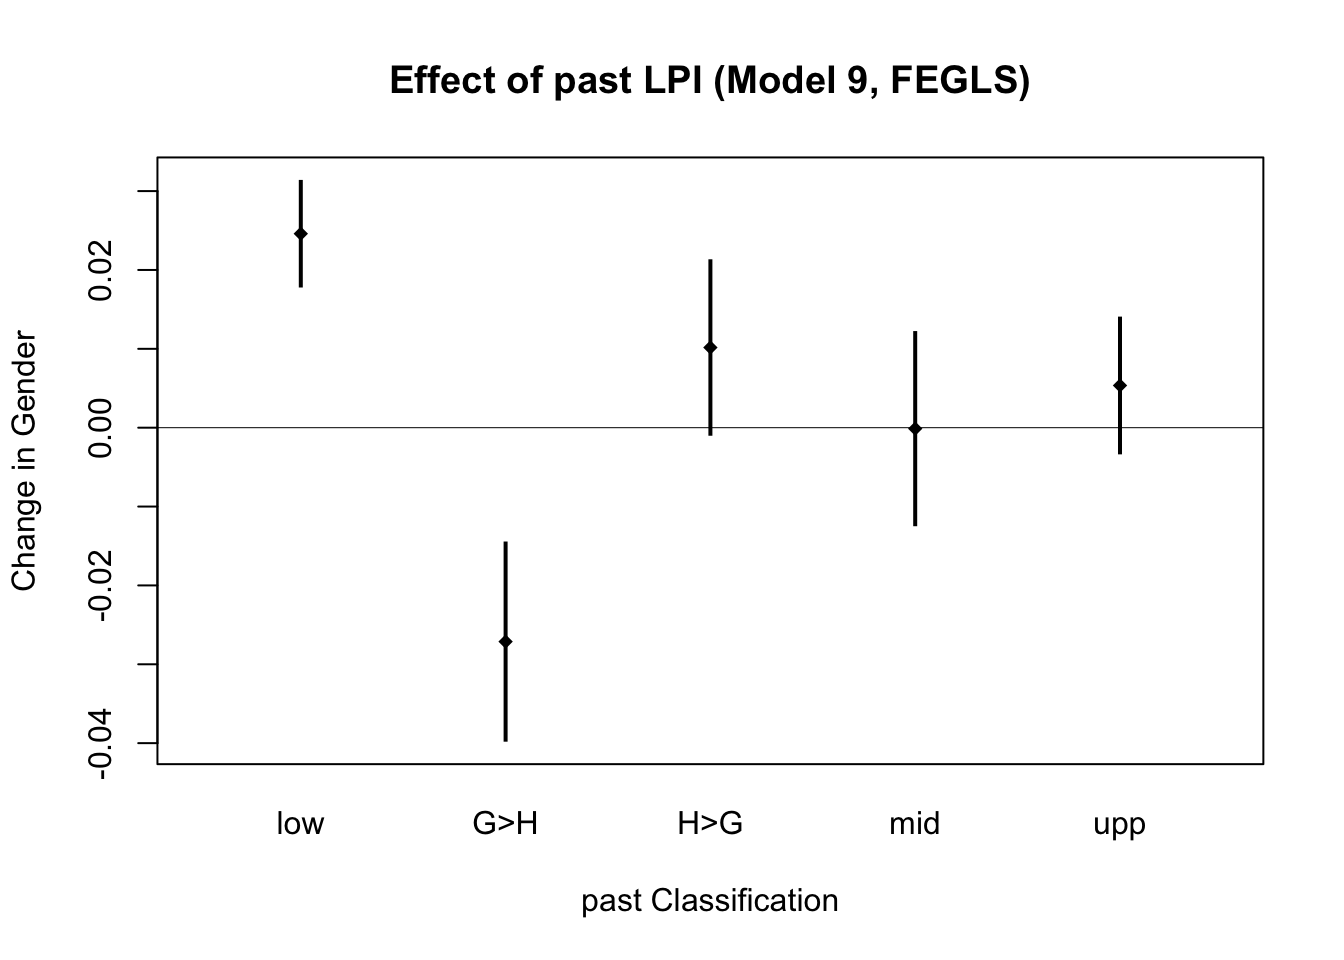 Effect of past LPI (Model 9, FEGLS)
Change in Gender
0.02
0.00
-0.02
-0.04
low G>H H>G mid upp
past Classification